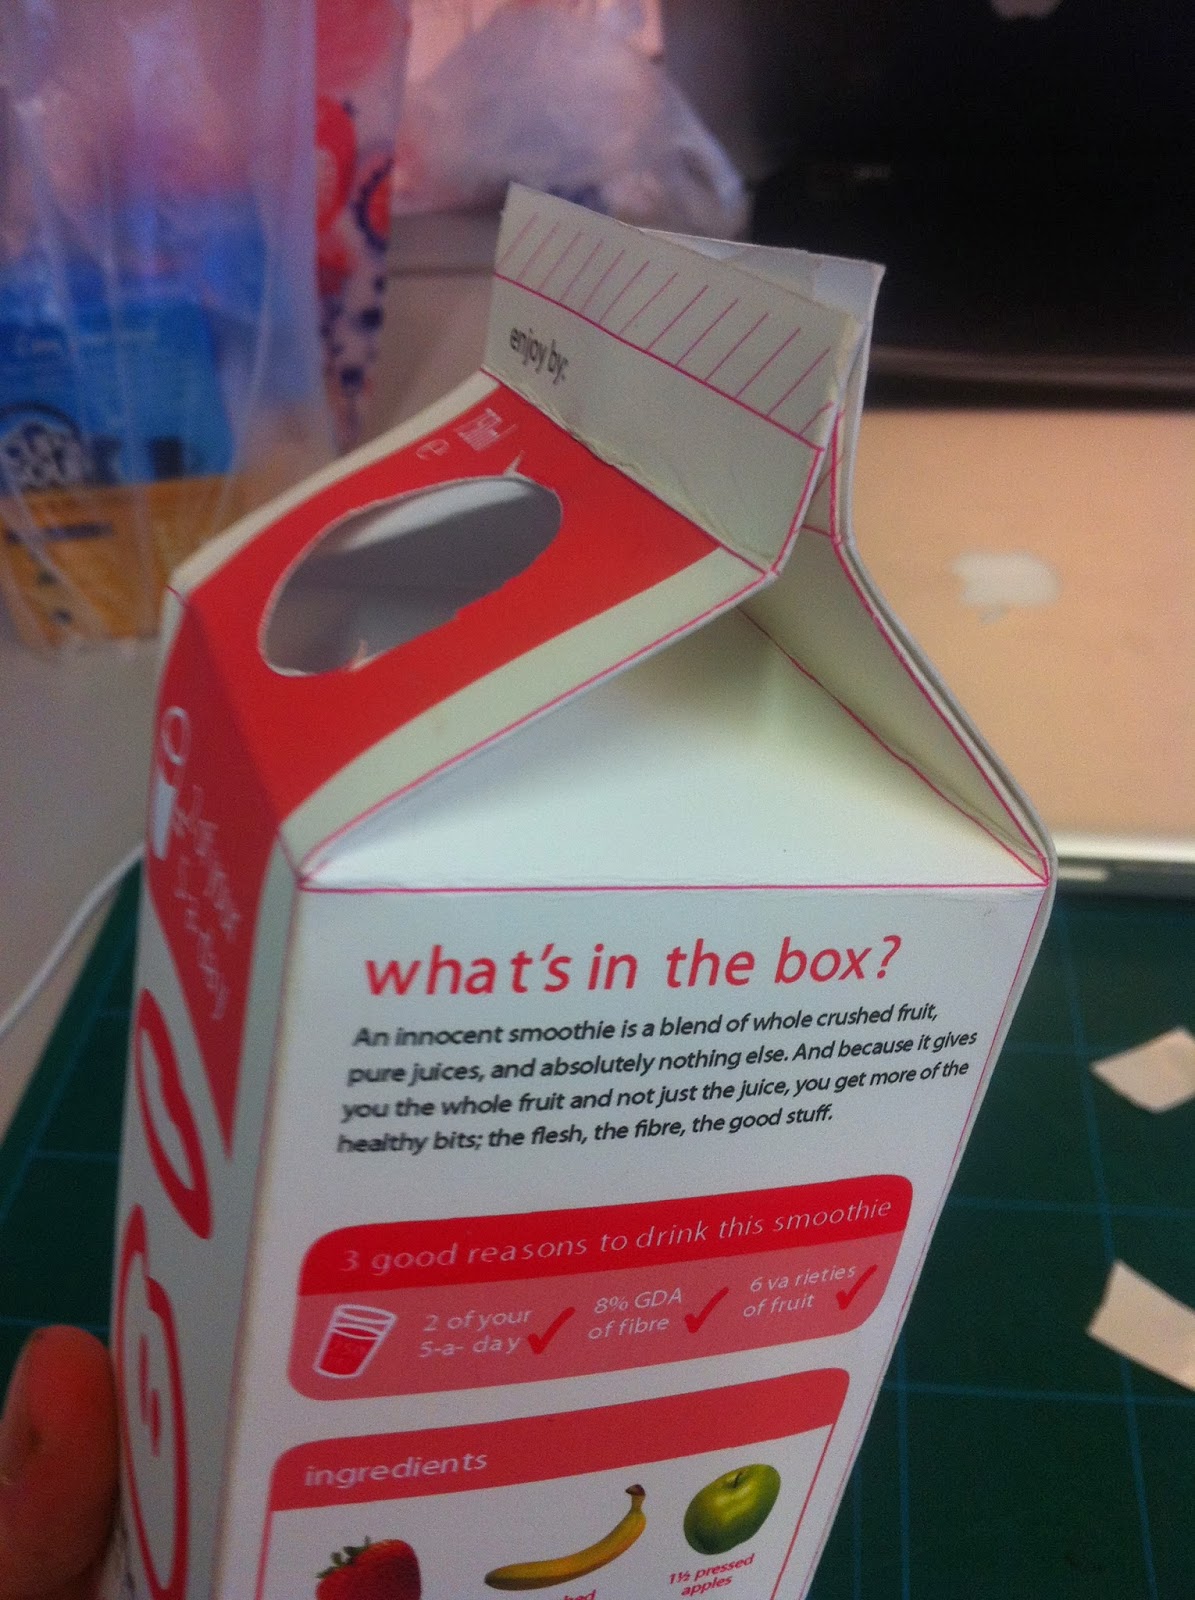 enjoy by:
750ml e
what's in the box?
An innocent smoothie is a blend of whole crushed fruit,
pure juices, and absolutely nothing else. And because it gives
you the whole fruit and not just the juice, you get more of the
healthy bits; the flesh, the fibre, the good stuff.
3 good reasons to drink this smoothie
2 of your
5-a- day
8% GDA
of fibre
6 va rieties
of fruit
ingredients
1½ pressed
apples